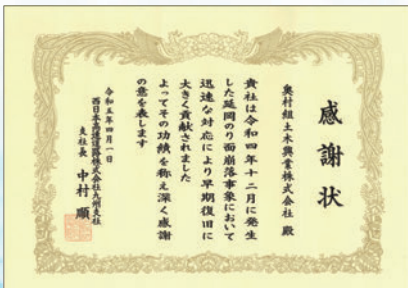 感謝状
奥村組土木興業株式会社 殿
貴社は令和四年十二月に発生
した延岡のり面崩落事象において
迅速な対応により早期復旧に
大きく貢献されました
よってその功績を称え深く感謝
の意を表します
令和五年四月一日
西日本高速道路株式会社九州支社
支社長 中村 順